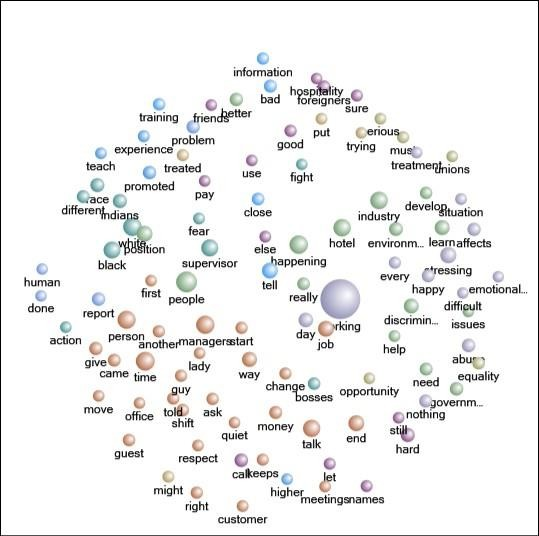 information
bad
hospitality
foreigners
sure
training
friends
better
put
erious
problem
good
trying
mus
experience
treated
treatment
unions
teach
promoted
use
fight
pay
race
different
indians
close
industry
develop
situation
fear
white
position
else
happening
hotel
environm...
learn
affects
black
supervisor
human
tell
every
stressing
happy
emotional...
first
people
really
done
report
day
rking
job
discrimin...
difficult
issues
action
person
another
managers
start
help
give
came
time
lady
way
abus
equality
guy
change
bosses
opportunity
need
governm...
move
office
told
shift
ask
money
nothing
quiet
talk
end
still
hard
guest
respect
call
keeps
let
might
right
higher
meetings
names
customer